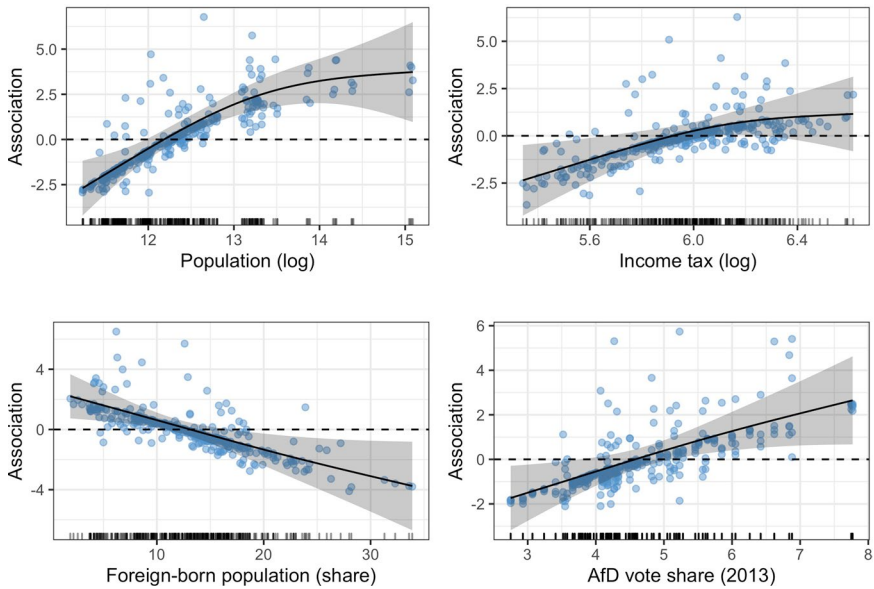 Association
5.0
2.5
0.0
-2.5
12 13 14 15
Population (log)
Association
5.0
2.5
0.0
-2.5
5.6 6.0 6.4
Income tax (log)
Association
4
0
-4
10 20 30
Foreign-born population (share)
Association
6
4
2
0
-2
3 4 5 6 7 8
AfD vote share (2013)